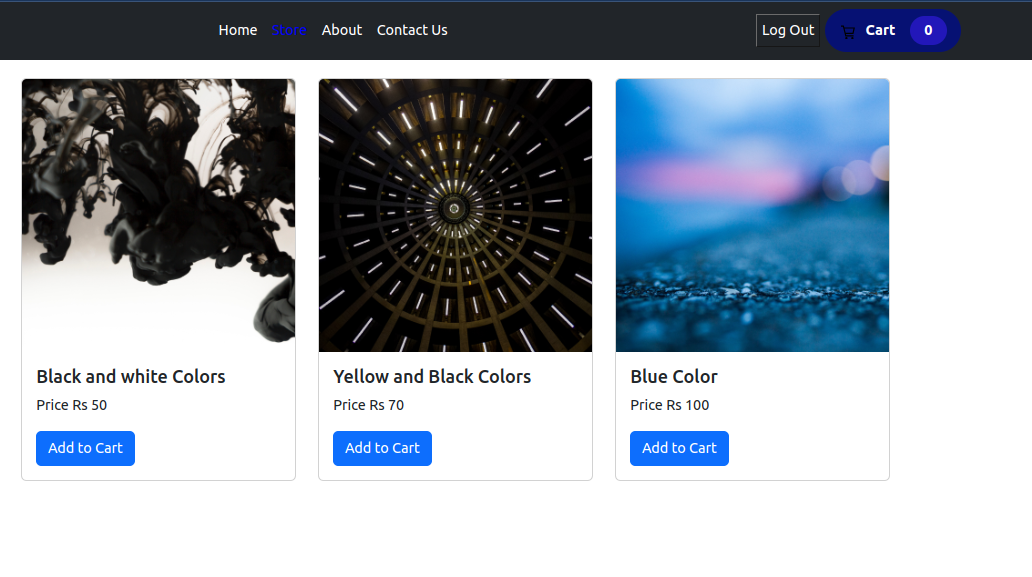 Home Store About Contact Us Log Out Cart 0
Black and white Colors
Price Rs 50
Add to Cart
Yellow and Black Colors
Price Rs 70
Add to Cart
Blue Color
Price Rs 100
Add to Cart